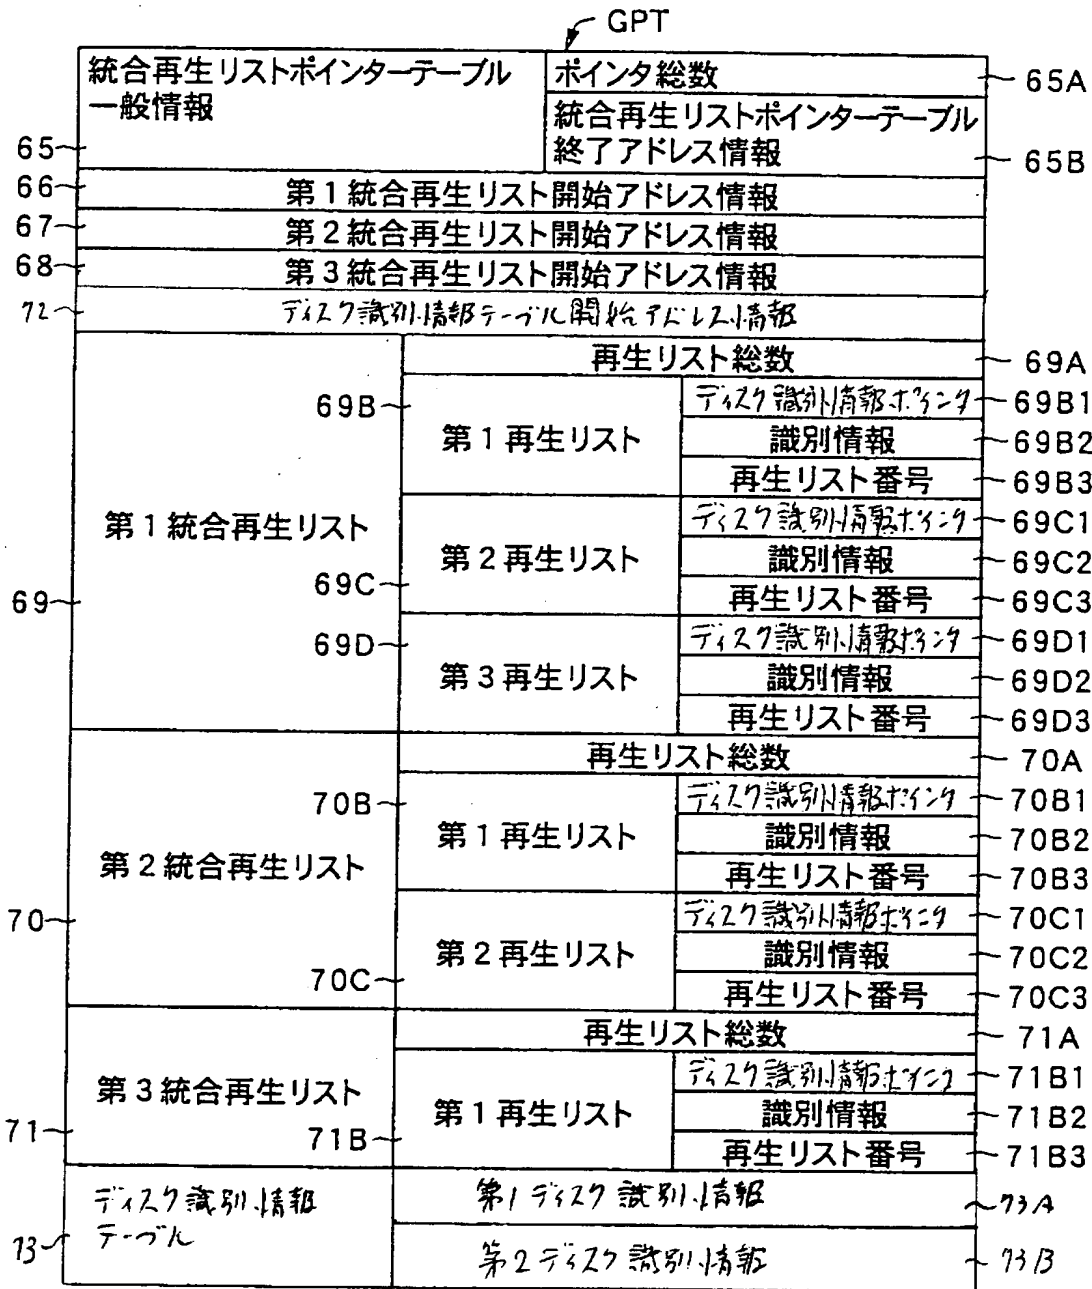 GPT
統合再生リストポインターテーブル
一般情報
65
ポインタ総数
65A
統合再生リストポインターテーブル
終了アドレス情報
65B
66
第1統合再生リスト開始アドレス情報
67
第2統合再生リスト開始アドレス情報
68
第3統合再生リスト開始アドレス情報
72
ディスク識別情報テーブル開始アドレス情報
再生リスト総数
69A
69B
第1再生リスト
ディスク識別情報ポインタ
69B1
識別情報
69B2
再生リスト番号
69B3
第1統合再生リスト
69
69C
第2再生リスト
ディスク識別情報ポインタ
69C1
識別情報
69C2
再生リスト番号
69C3
69D
第3再生リスト
ディスク識別情報ポインタ
69D1
識別情報
69D2
再生リスト番号
69D3
再生リスト総数
70A
70B
第1再生リスト
ディスク識別情報ポインタ
70B1
識別情報
70B2
再生リスト番号
70B3
第2統合再生リスト
70
70C
第2再生リスト
ディスク識別情報ポインタ
70C1
識別情報
70C2
再生リスト番号
70C3
再生リスト総数
71A
第3統合再生リスト
71
71B
第1再生リスト
ディスク識別情報ポインタ
71B1
識別情報
71B2
再生リスト番号
71B3
ディスク識別情報
テーブル
73
第1ディスク識別情報
73A
第2ディスク識別情報
73B